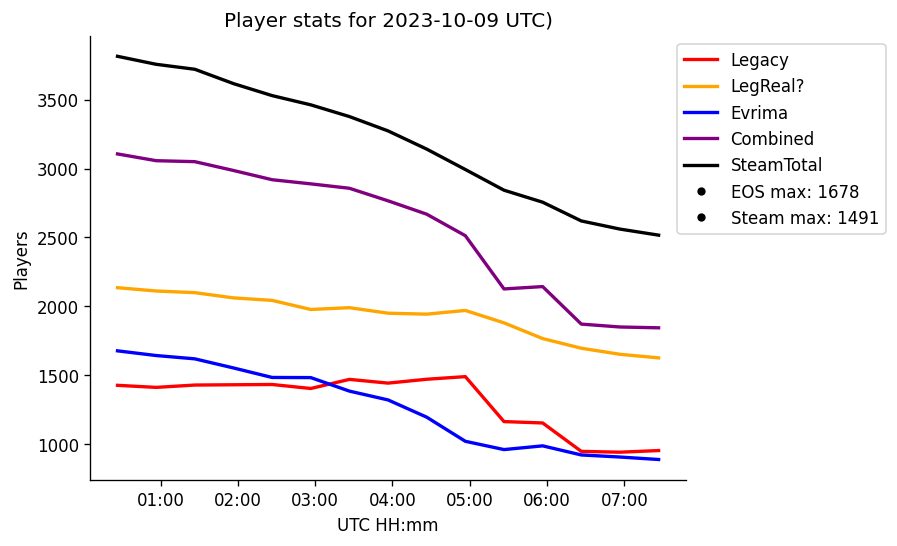 Player stats for 2023-10-09 UTC)
Legacy
LegReal?
Evrima
Combined
SteamTotal
EOS max: 1678
Steam max: 1491
Players
3500
3000
2500
2000
1500
1000
01:00 02:00 03:00 04:00 05:00 06:00 07:00
UTC HH:mm